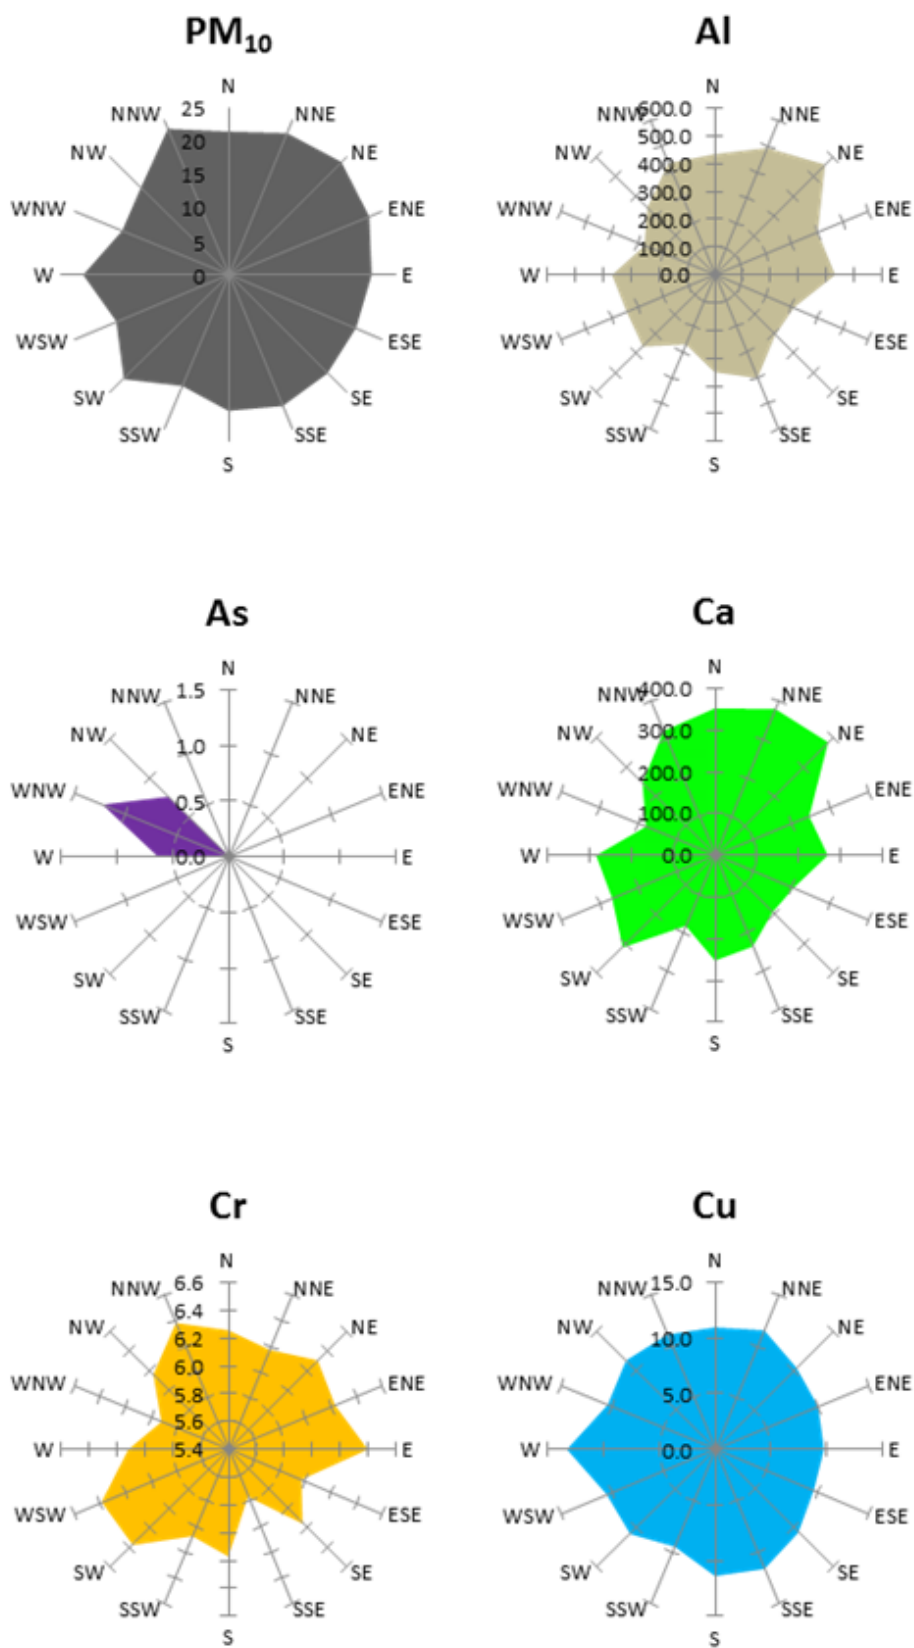 PM10
Al
N
NNE
NE
ENE
E
ESE
SE
SSE
S
SSW
SW
WSW
W
WNW
NW
NNW
25
20
15
10
5
0
N
NNE
NE
ENE
E
ESE
SE
SSE
S
SSW
SW
WSW
W
WNW
NW
NNW
600.0
500.0
400.0
300.0
200.0
100.0
0.0
As
Ca
N
NNE
NE
ENE
E
ESE
SE
SSE
S
SSW
SW
WSW
W
WNW
NW
NNW
1.5
1.0
0.5
0.0
N
NNE
NE
ENE
E
ESE
SE
SSE
S
SSW
SW
WSW
W
WNW
NW
NNW
400.0
300.0
200.0
100.0
0.0
Cr
Cu
N
NNE
NE
ENE
E
ESE
SE
SSE
S
SSW
SW
WSW
W
WNW
NW
NNW
6.6
6.4
6.2
6.0
5.8
5.6
5.4
N
NNE
NE
ENE
E
ESE
SE
SSE
S
SSW
SW
WSW
W
WNW
NW
NNW
15.0
10.0
5.0
0.0